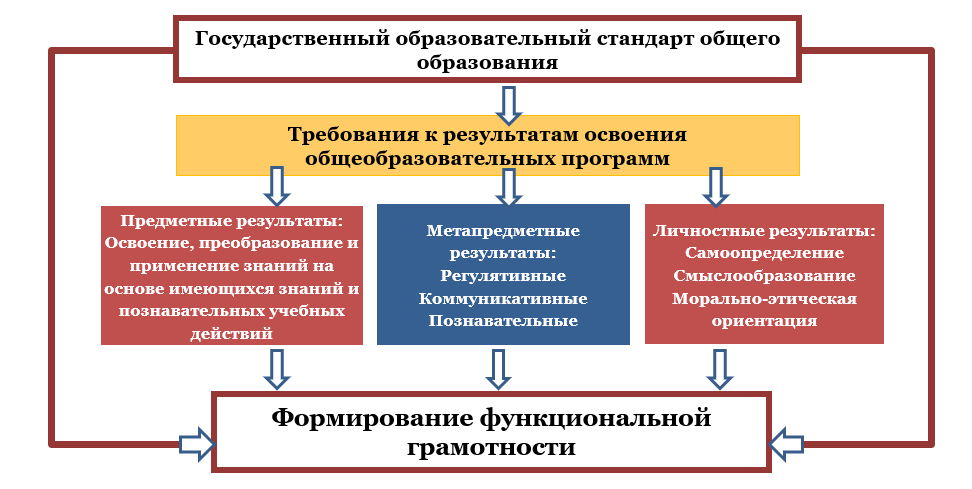 Государственный образовательный стандарт общего
образования
Требования к результатам освоения
общеобразовательных программ
Предметные результаты:
Освоение, преобразование и
применение знаний на
основе имеющихся знаний и
познавательных учебных
действий
Метапредметные
результаты:
Регулятивные
Коммуникативные
Познавательные
Личностные результаты:
Самоопределение
Смыслообразование
Морально-этическая
ориентация
Формирование функциональной
грамотности